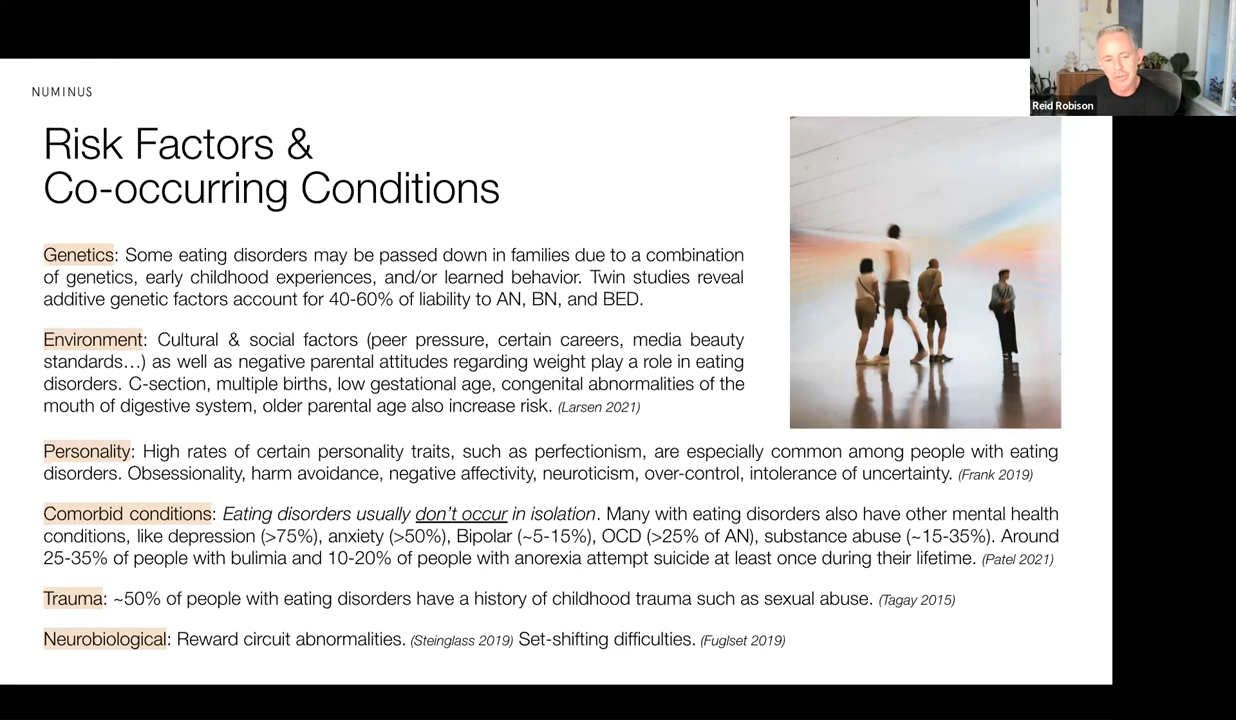 NUMINUS
Reid Robison
Risk Factors &
Co-occurring Conditions
Genetics: Some eating disorders may be passed down in families due to a combination
of genetics, early childhood experiences, and/or learned behavior. Twin studies reveal
additive genetic factors account for 40-60% of liability to AN, BN, and BED.
Environment: Cultural & social factors (peer pressure, certain careers, media beauty
standards…) as well as negative parental attitudes regarding weight play a role in eating
disorders. C-section, multiple births, low gestational age, congenital abnormalities of the
mouth of digestive system, older parental age also increase risk. (Larsen 2021)
Personality: High rates of certain personality traits, such as perfectionism, are especially common among people with eating
disorders. Obsessionality, harm avoidance, negative affectivity, neuroticism, over-control, intolerance of uncertainty. (Frank 2019)
Comorbid conditions: Eating disorders usually don't occur in isolation. Many with eating disorders also have other mental health
conditions, like depression (>75%), anxiety (>50%), Bipolar (~5-15%), OCD (>25% of AN), substance abuse (~15-35%). Around
25-35% of people with bulimia and 10-20% of people with anorexia attempt suicide at least once during their lifetime. (Patel 2021)
Trauma: ~50% of people with eating disorders have a history of childhood trauma such as sexual abuse. (Tagay 2015)
Neurobiological: Reward circuit abnormalities. (Steinglass 2019) Set-shifting difficulties. (Fuglset 2019)